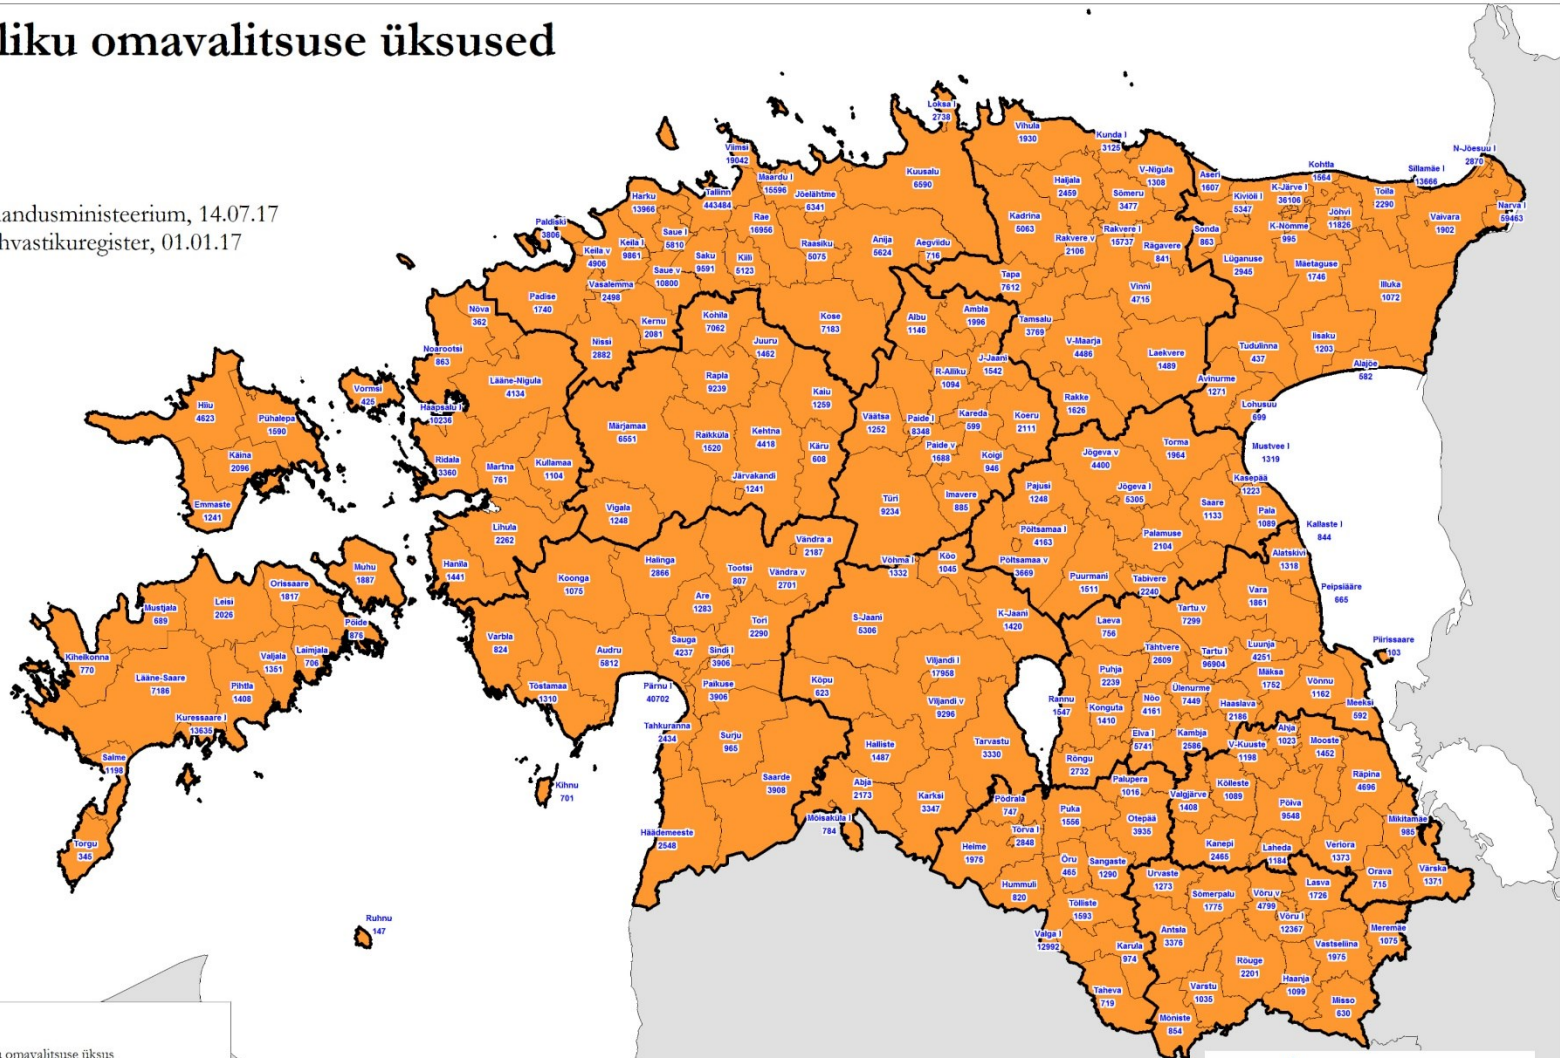 liku omavalitsuse üksused
andusministeerium, 14.07.17
hvastikuregister, 01.01.17
Loksa l
2738
Vihula
1930
Kunda l
3125
Viimsi
19042
Maardu l
15596
Jõelähtme
6341
Kuusalu
6590
Haljala
2459
V-Nigula
1308
Sõmeru
3477
Aseri
1607
Kiviõli l
5347
K-Järve l
36106
Kohtla
1564
Toila
2290
Sillamäe l
13666
N-Jõesuu l
2870
Narva l
59463
Vaivara
1902
Jõhvi
11826
K-Nõmme
995
Harku
13966
Tallinn
443484
Rae
16956
Paldiski
3806
Keila v
4906
Keila l
9861
Saue l
5810
Saue v
10800
Saku
9591
Kiili
5123
Raasiku
5075
Anija
5624
Aegviidu
716
Kadrina
5063
Rakvere v
2106
Rakvere l
15737
Rägavere
841
Sonda
863
Lüganuse
2945
Mäetaguse
1746
Illuka
1072
Vasalemma
2498
Padise
1740
Kernu
2081
Nissi
2882
Kohila
7062
Juuru
1462
Kose
7183
Albu
1146
Ambla
1996
Tapa
7612
Tamsalu
3769
Vinni
4715
V-Maarja
4486
Laekvere
1489
Tudulinna
437
Iisaku
1203
Alajõe
582
Avinurme
1271
Lohusuu
699
Nõva
362
Noarootsi
863
Lääne-Nigula
4134
Vormsi
425
Haapsalu l
10236
Ridala
3360
Martna
761
Kullamaa
1104
Rapla
9239
Kaiu
1259
Märjamaa
6551
Raikküla
1520
Kehtna
4418
Käru
608
Järvakandi
1241
Vigala
1248
R-Alliku
1094
J-Jaani
1542
Väätsa
1252
Paide l
8348
Kareda
599
Koeru
2111
Rakke
1626
Paide v
1688
Koigi
946
Türi
9234
Imavere
885
Hiiu
4623
Pühalepa
1590
Käina
2096
Emmaste
1241
Jõgeva v
4400
Torma
1964
Mustvee l
1319
Kasepää
1223
Pajusi
1248
Jõgeva l
5305
Saare
1133
Pala
1089
Kallaste l
844
Põltsamaa l
4163
Palamuse
2104
Põltsamaa v
3669
Puurmani
1511
Tabivere
2240
Alatskivi
1318
Peipsiääre
665
Vara
1861
Lihula
2262
Hanila
1441
Koonga
1075
Halinga
2866
Tootsi
807
Vändra a
2187
Vändra v
2701
Võhma l
1332
Kõo
1045
Are
1283
Tori
2290
Varbla
824
Audru
5812
Sauga
4237
Sindi l
3906
Paikuse
3906
Tõstamaa
1310
Pärnu l
40702
Tahkuranna
2434
Surju
965
Saarde
3908
Häädemeeste
2548
Kihnu
701
Ruhnu
147
Muhu
1887
Orissaare
1817
Leisi
2026
Mustjala
689
Pöide
876
Kihelkonna
770
Laimjala
706
Valjala
1351
Lääne-Saare
7186
Pihtla
1408
Kuressaare l
13635
Salme
1198
Torgu
345
S-Jaani
5306
K-Jaani
1420
Kõpu
623
Viljandi l
17958
Viljandi v
9296
Tarvastu
3330
Halliste
1487
Abja
2173
Karksi
3347
Mõisaküla l
784
Laeva
756
Tartu v
7299
Tähtvere
2609
Tartu l
96904
Luunja
4251
Piirissaare
103
Puhja
2239
Mäksa
1752
Võnnu
1162
Meeksi
592
Rannu
1547
Konguta
1410
Nõo
4161
Ülenurme
7449
Haaslava
2186
Elva l
5741
Kambja
2586
Rõngu
2732
V-Kuuste
1198
Ahja
1023
Mooste
1452
Räpina
4696
Palupera
1016
Valgjärve
1408
Kõlleste
1089
Põlva
9548
Mikitamäe
985
Põdrala
747
Puka
1556
Otepää
3935
Tõrva l
2848
Helme
1976
Kanepi
2465
Laheda
1184
Veriora
1373
Orava
715
Värska
1371
Õru
465
Sangaste
1290
Hummuli
820
Tõlliste
1593
Valga l
12992
Karula
974
Taheva
719
Urvaste
1273
Sõmerpalu
1775
Võru v
4799
Lasva
1726
Võru l
12367
Antsla
3376
Vastseliina
1975
Meremäe
1075
Rõuge
2201
Haanja
1099
Varstu
1035
Misso
630
Mõniste
854
omavalitsuse üksus